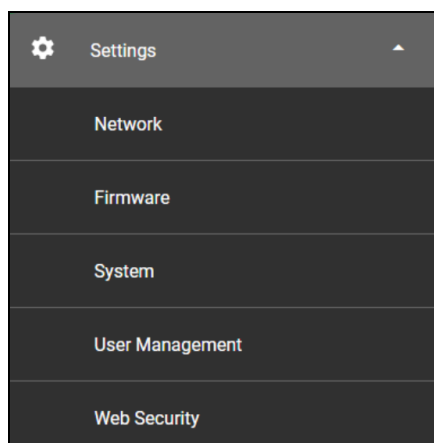 Settings
Network
Firmware
System
User Management
Web Security